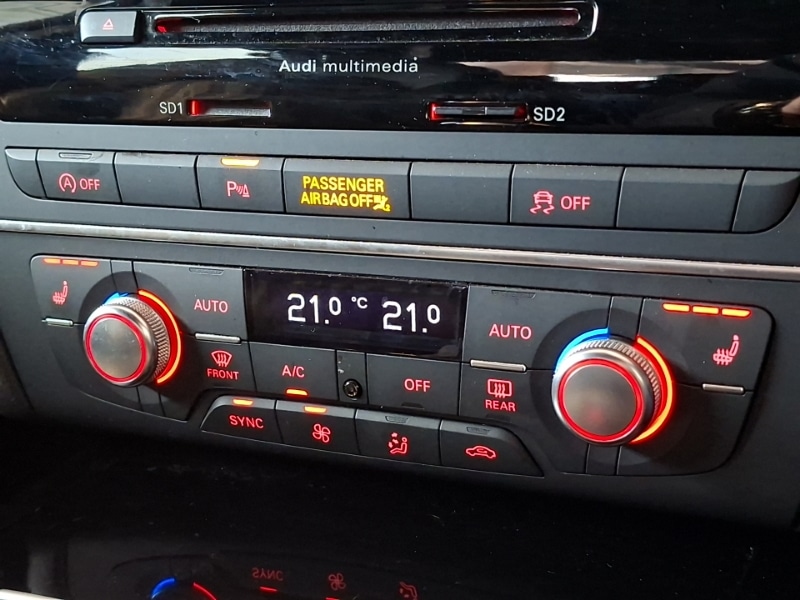 Audi multimedia
SD1
SD2
A OFF
P
PASSENGER
AIRBAG OFF
OFF
AUTO
21.0 °C 21.0
AUTO
FRONT
A/C
OFF
REAR
SYNC
SYNC